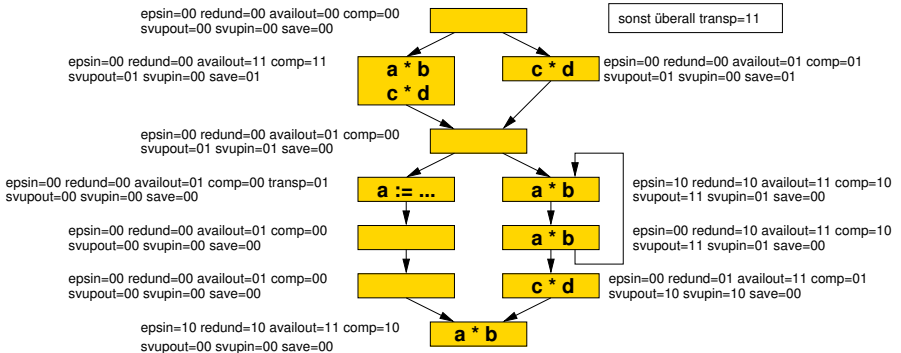 epsin=00 redund=00 availout=00 comp=00
svupout=00 svupin=00 save=00
sonst überall transp=11
epsin=00 redund=00 availout=11 comp=11
svupout=01 svupin=00 save=01
a * b
c * d
c * d
epsin=00 redund=00 availout=01 comp=01
svupout=01 svupin=00 save=01
epsin=00 redund=00 availout=01 comp=00
svupout=01 svupin=01 save=00
epsin=00 redund=00 availout=01 comp=00 transp=01
svupout=00 svupin=00 save=00
a := ...
a * b
epsin=10 redund=10 availout=11 comp=10
svupout=11 svupin=01 save=00
epsin=00 redund=00 availout=01 comp=00
svupout=00 svupin=00 save=00
a * b
epsin=00 redund=10 availout=11 comp=10
svupout=11 svupin=01 save=00
epsin=00 redund=00 availout=01 comp=00
svupout=00 svupin=00 save=00
c * d
epsin=00 redund=01 availout=11 comp=01
svupout=10 svupin=10 save=00
epsin=10 redund=10 availout=11 comp=10
svupout=00 svupin=00 save=00
a * b